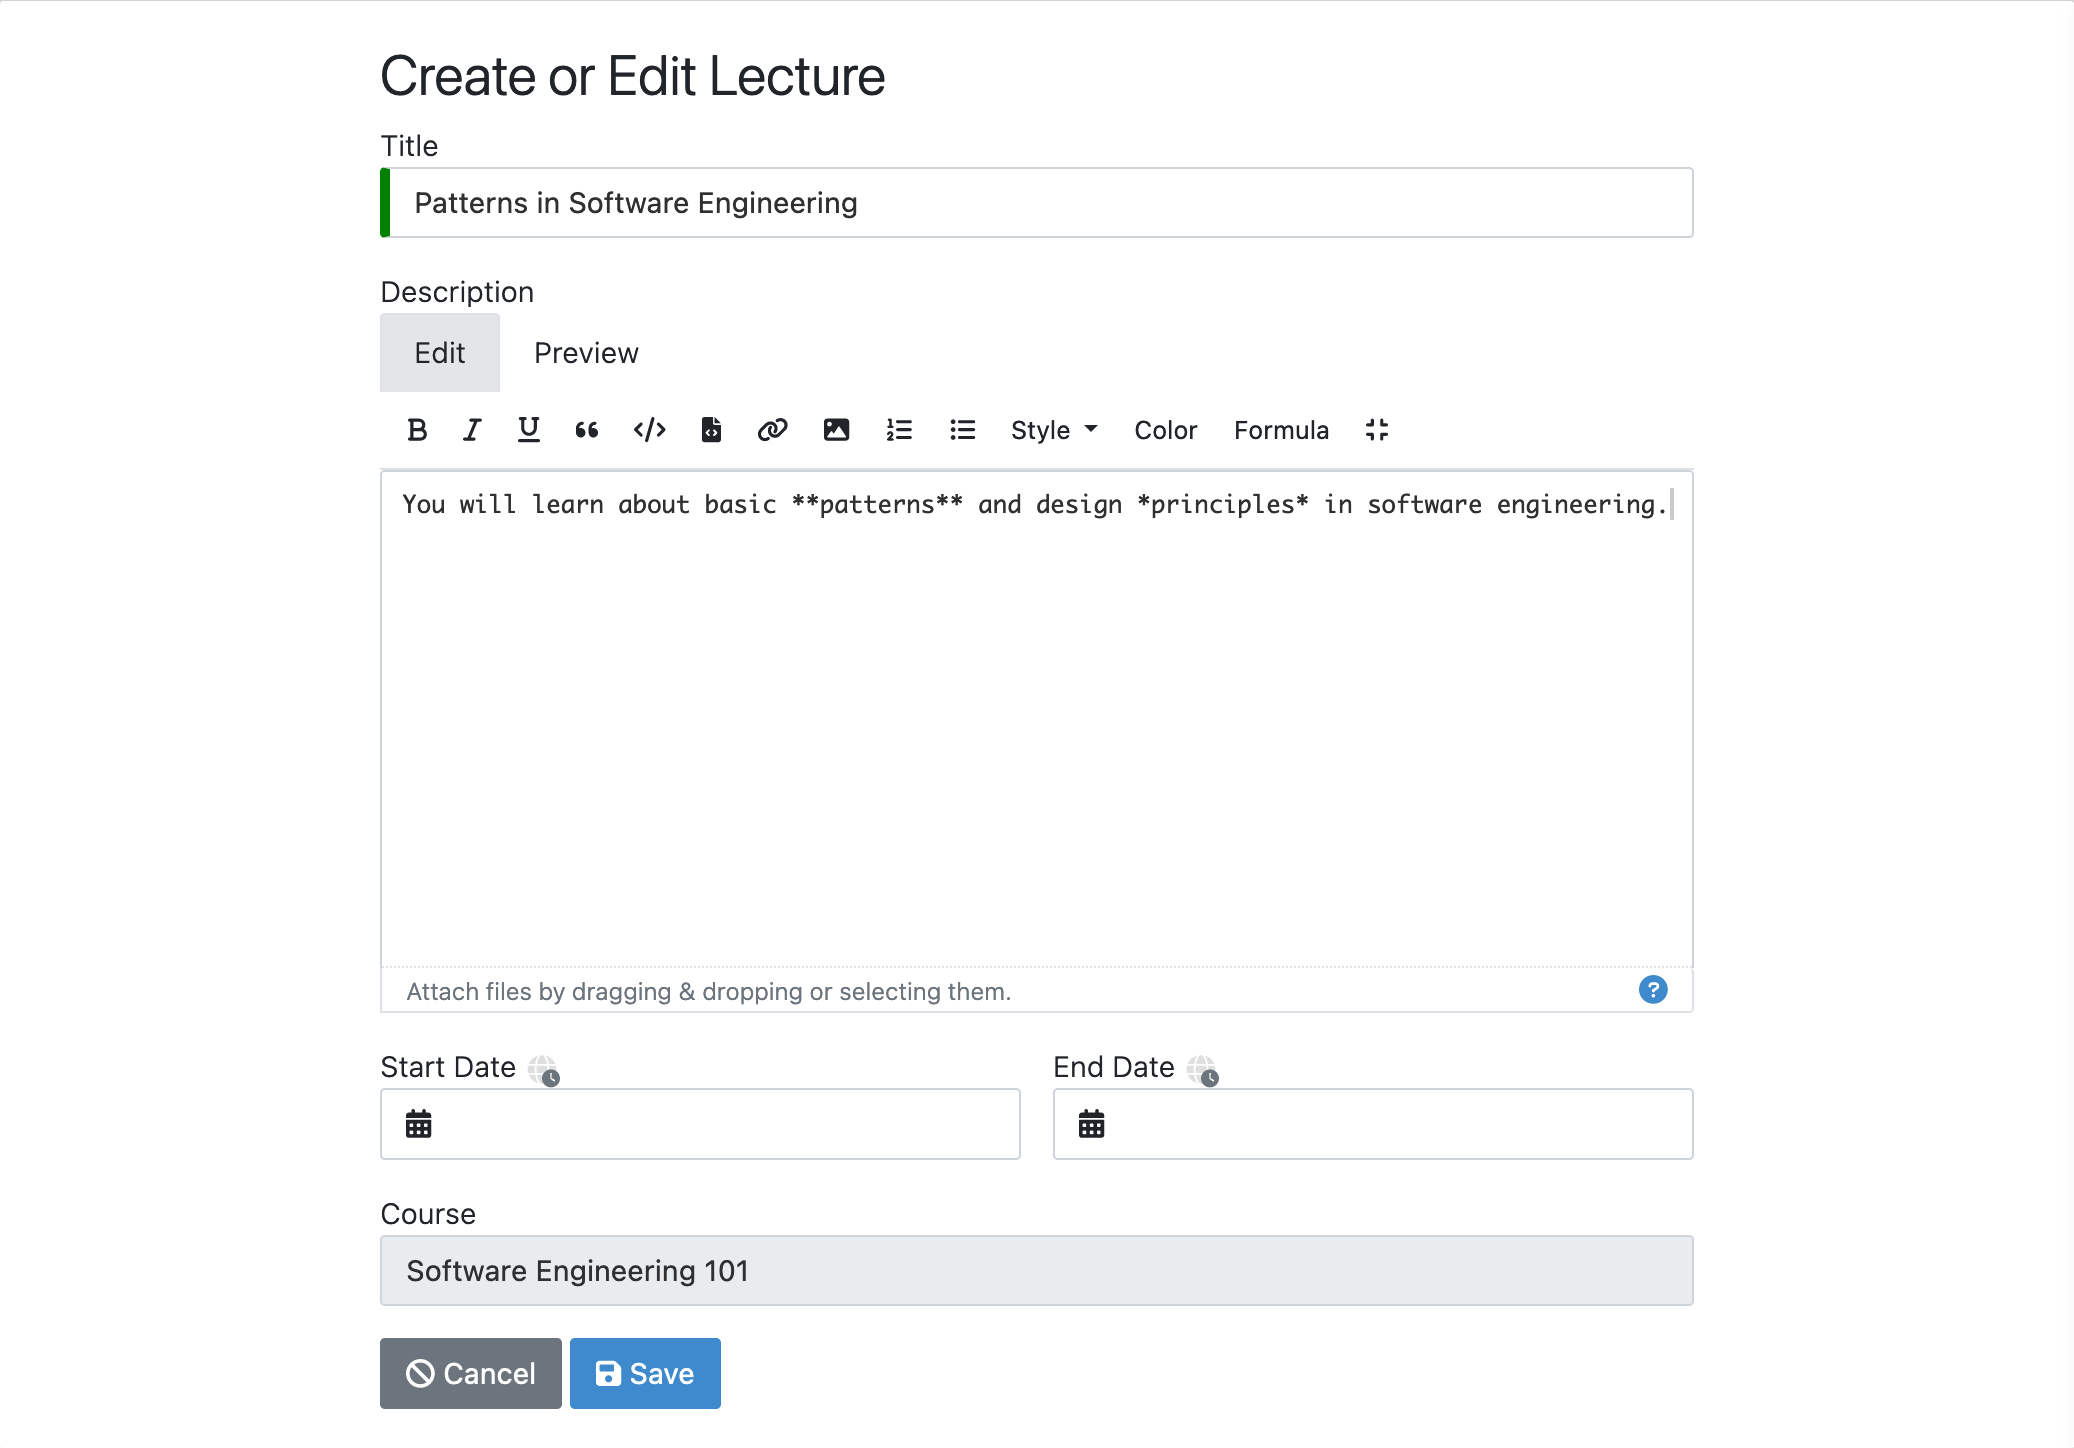 Create or Edit Lecture
Title
Patterns in Software Engineering
Description
Edit Preview
B I U Style Color Formula
You will learn about basic **patterns** and design *principles* in software engineering.
Attach files by dragging & dropping or selecting them. ?
Start Date End Date
Course
Software Engineering 101
Cancel Save